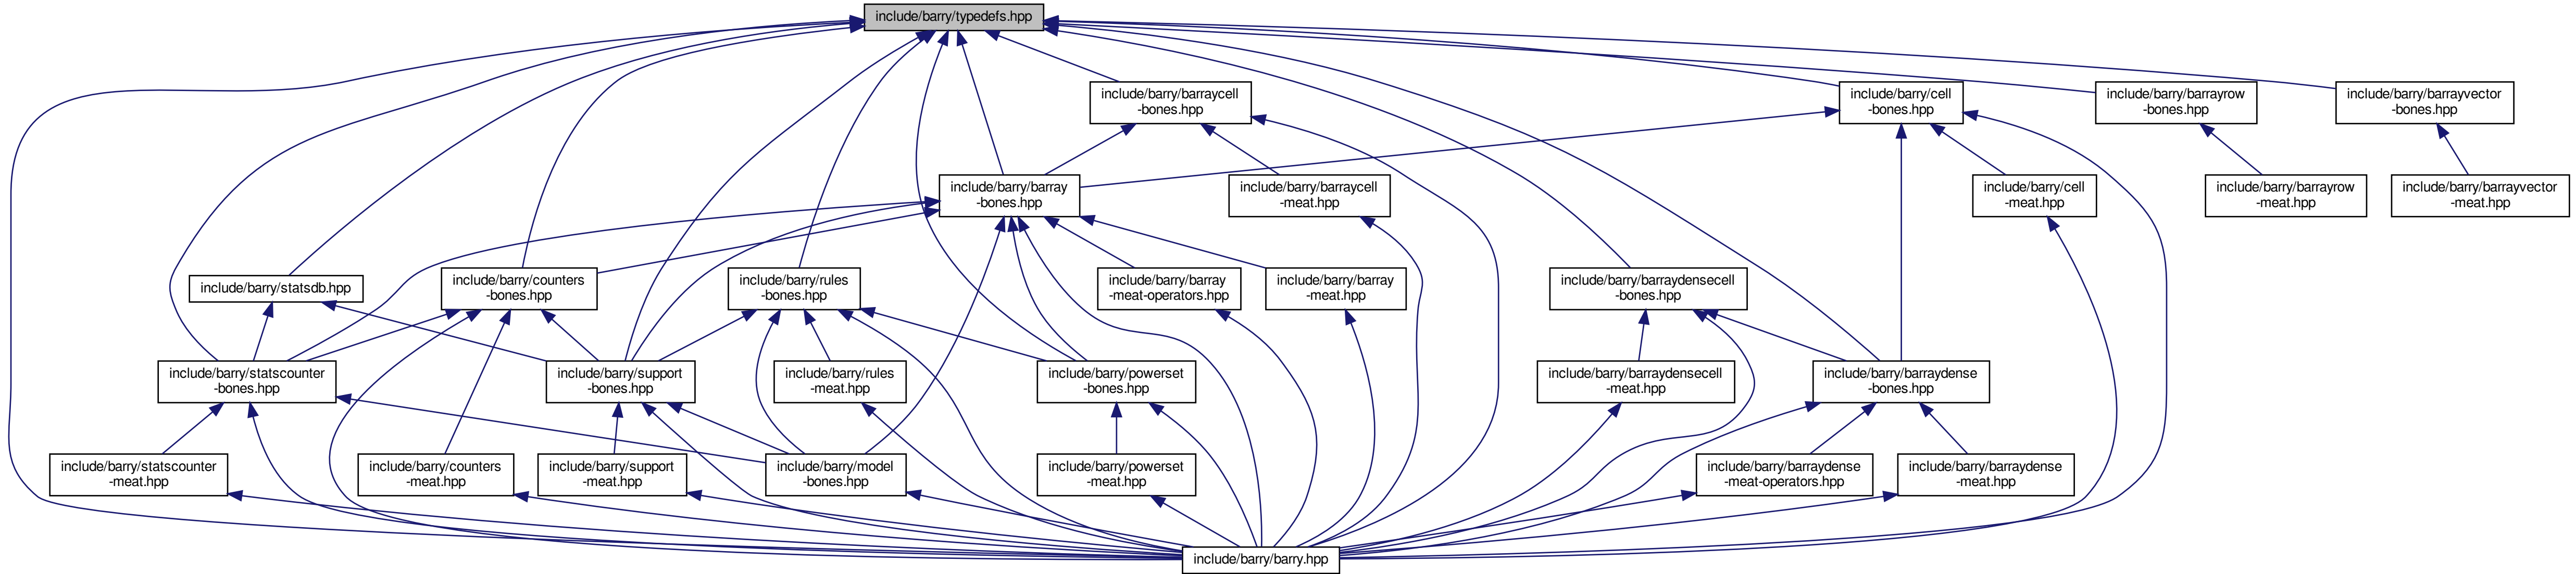 include/barry/typedefs.hpp
include/barry/barraycell
-bones.hpp
include/barry/cell
-bones.hpp
include/barry/barrayrow
-bones.hpp
include/barry/barrayvector
-bones.hpp
include/barry/barray
-bones.hpp
include/barry/barraycell
-meat.hpp
include/barry/cell
-meat.hpp
include/barry/barrayrow
-meat.hpp
include/barry/barrayvector
-meat.hpp
include/barry/statsdb.hpp
include/barry/counters
-bones.hpp
include/barry/rules
-bones.hpp
include/barry/barray
-meat-operators.hpp
include/barry/barray
-meat.hpp
include/barry/barraydensecell
-bones.hpp
include/barry/statscounter
-bones.hpp
include/barry/support
-bones.hpp
include/barry/rules
-meat.hpp
include/barry/powerset
-bones.hpp
include/barry/barraydensecell
-meat.hpp
include/barry/barraydense
-bones.hpp
include/barry/statscounter
-meat.hpp
include/barry/counters
-meat.hpp
include/barry/support
-meat.hpp
include/barry/model
-bones.hpp
include/barry/powerset
-meat.hpp
include/barry/barraydense
-meat-operators.hpp
include/barry/barraydense
-meat.hpp
include/barry/barry.hpp